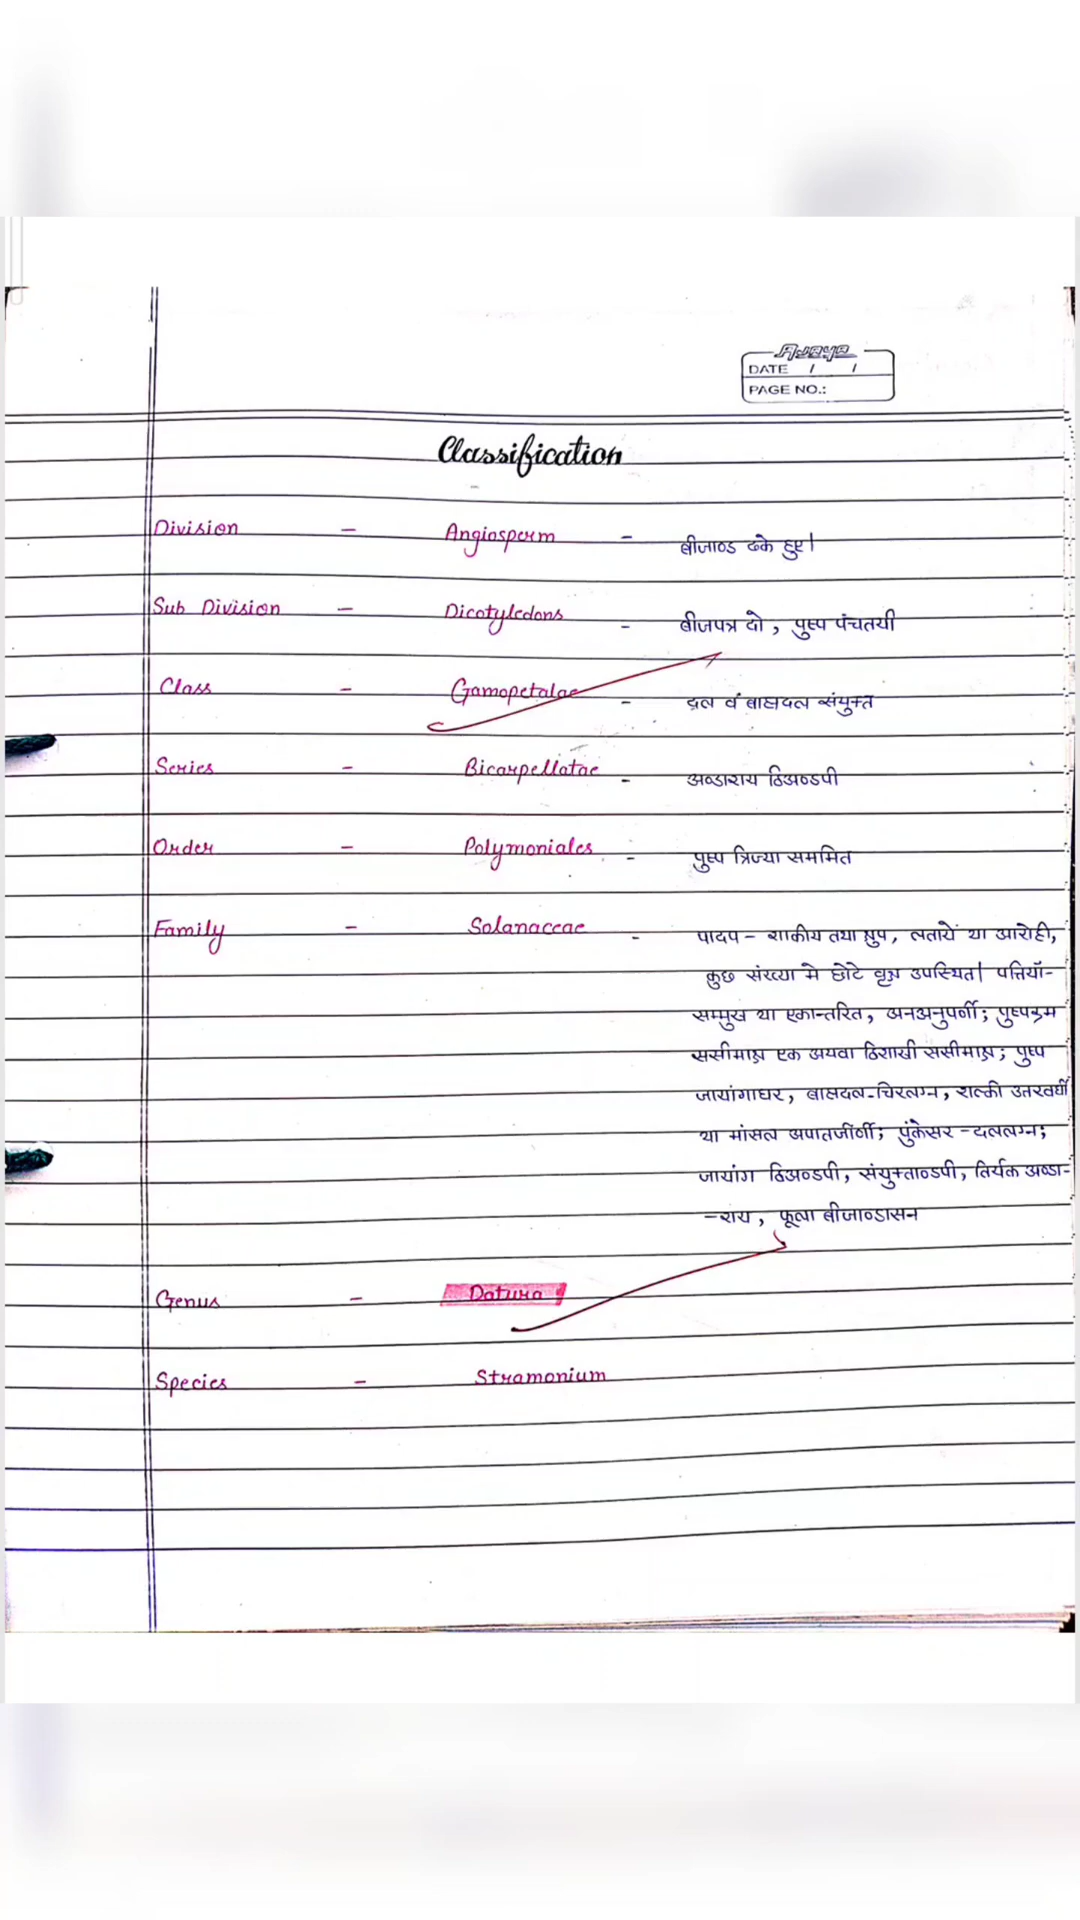 Ajaya
DATE / /
PAGE NO.:
Classification
Division - Angiosperm - बीजाण्ड ढके हुए।
Sub Division - Dicotyledons - बीजपत्र दो, पुष्प पंचतयी
Class - Gamopetalae - दल व बाह्यदल संयुक्त
Series - Bicarpellatae - अण्डाशय द्विअण्डपी
Order - Polymoniales - पुष्प त्रिज्या सममित
Family - Solanaceae - पादप - शाकीय तथा क्षुप, लतायें या आरोही,
कुछ संख्या मे छोटे वृक्ष उपस्थित। पत्तियाँ-
सम्मुख या एकान्तरित, अनअनुपर्णी; पुष्पक्रम
ससीमाक्ष एक अथवा द्विशाखी ससीमाक्ष; पुष्प
जायांगाधर, बाह्यदल-चिरलग्न, शल्की उतरवर्धी
या मांसल अपातजीर्णी; पुंकेसर - दललग्न;
जायांग द्विअण्डपी, संयुक्ताण्डपी, तिर्यक अण्डा-
-शय, फूला बीजाण्डासन
Genus - Datura
Species - Stramonium